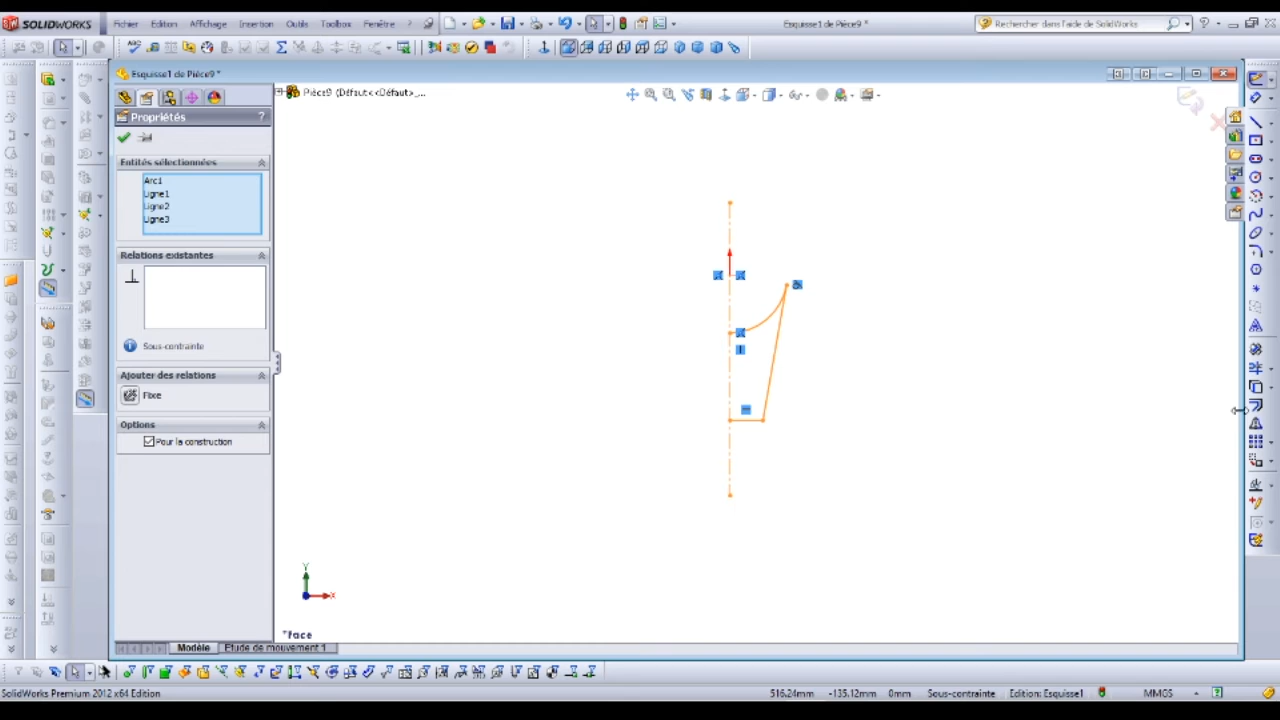 SOLIDWORKS
Fichier Edition Affichage Insertion Outils Toolbox Fenêtre ?
Esquisse1 de Pièce9 *
Rechercher dans l'aide de SolidWorks
Esquisse1 de Pièce9 *
Propriétés ?
Pièce9 (Défaut<<Défaut>_...
Entités sélectionnées
Arc1
Ligne1
Ligne2
Ligne3
Relations existantes
Sous-contrainte
Ajouter des relations
Fixe
Options
Pour la construction
Y
X
*Face
Modèle Etude de mouvement 1
SolidWorks Premium 2012 x64 Edition 516.24mm -135.12mm 0mm Sous-contrainte Edition: Esquisse1 MMGS